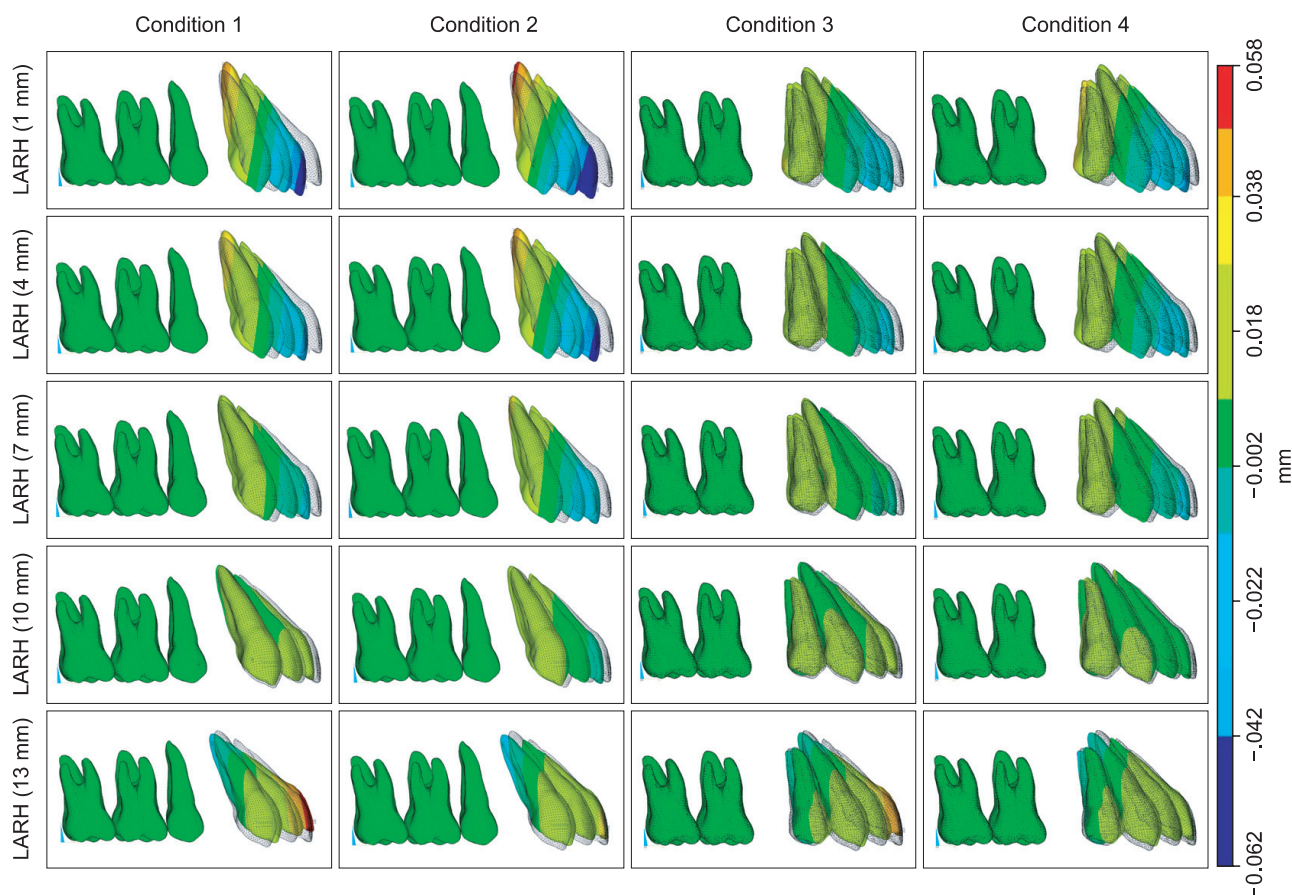 Condition 1
Condition 2
Condition 3
Condition 4
LARH (1 mm)
LARH (4 mm)
LARH (7 mm)
LARH (10 mm)
LARH (13 mm)
0.058
0.038
0.018
-0.002
-0.022
-.042
-0.062
mm